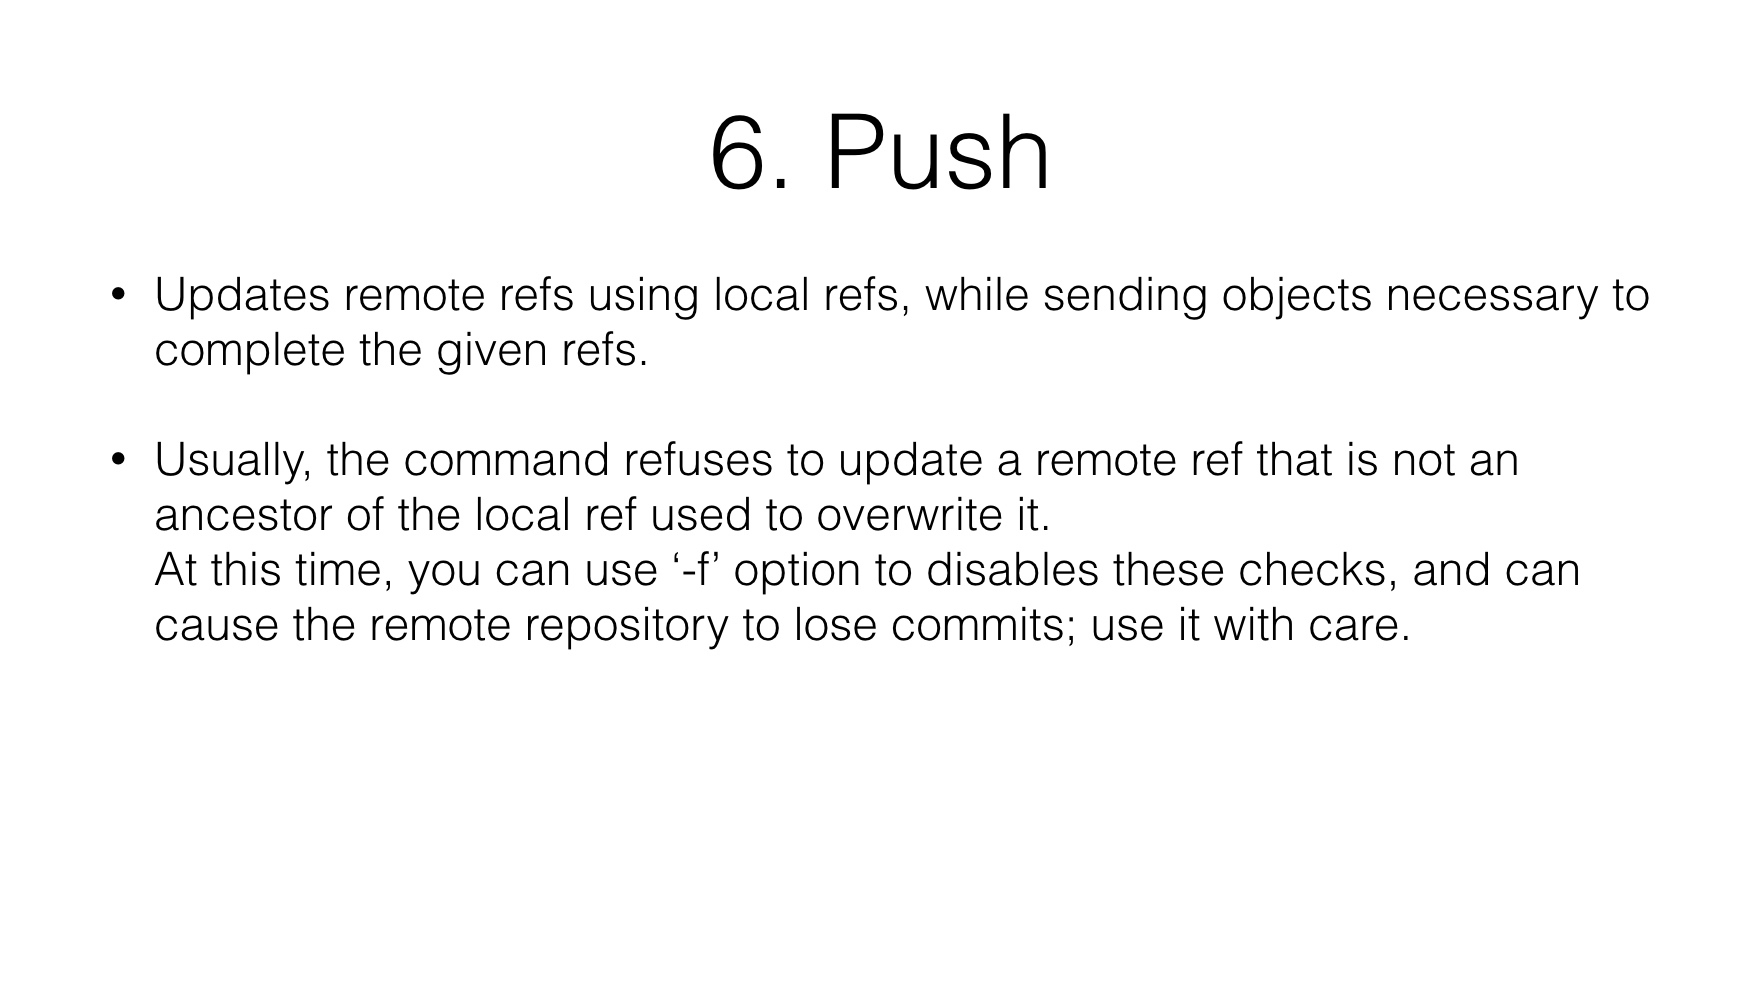 6. Push
• Updates remote refs using local refs, while sending objects necessary to
complete the given refs.
• Usually, the command refuses to update a remote ref that is not an
ancestor of the local ref used to overwrite it.
At this time, you can use ‘-f’ option to disables these checks, and can
cause the remote repository to lose commits; use it with care.